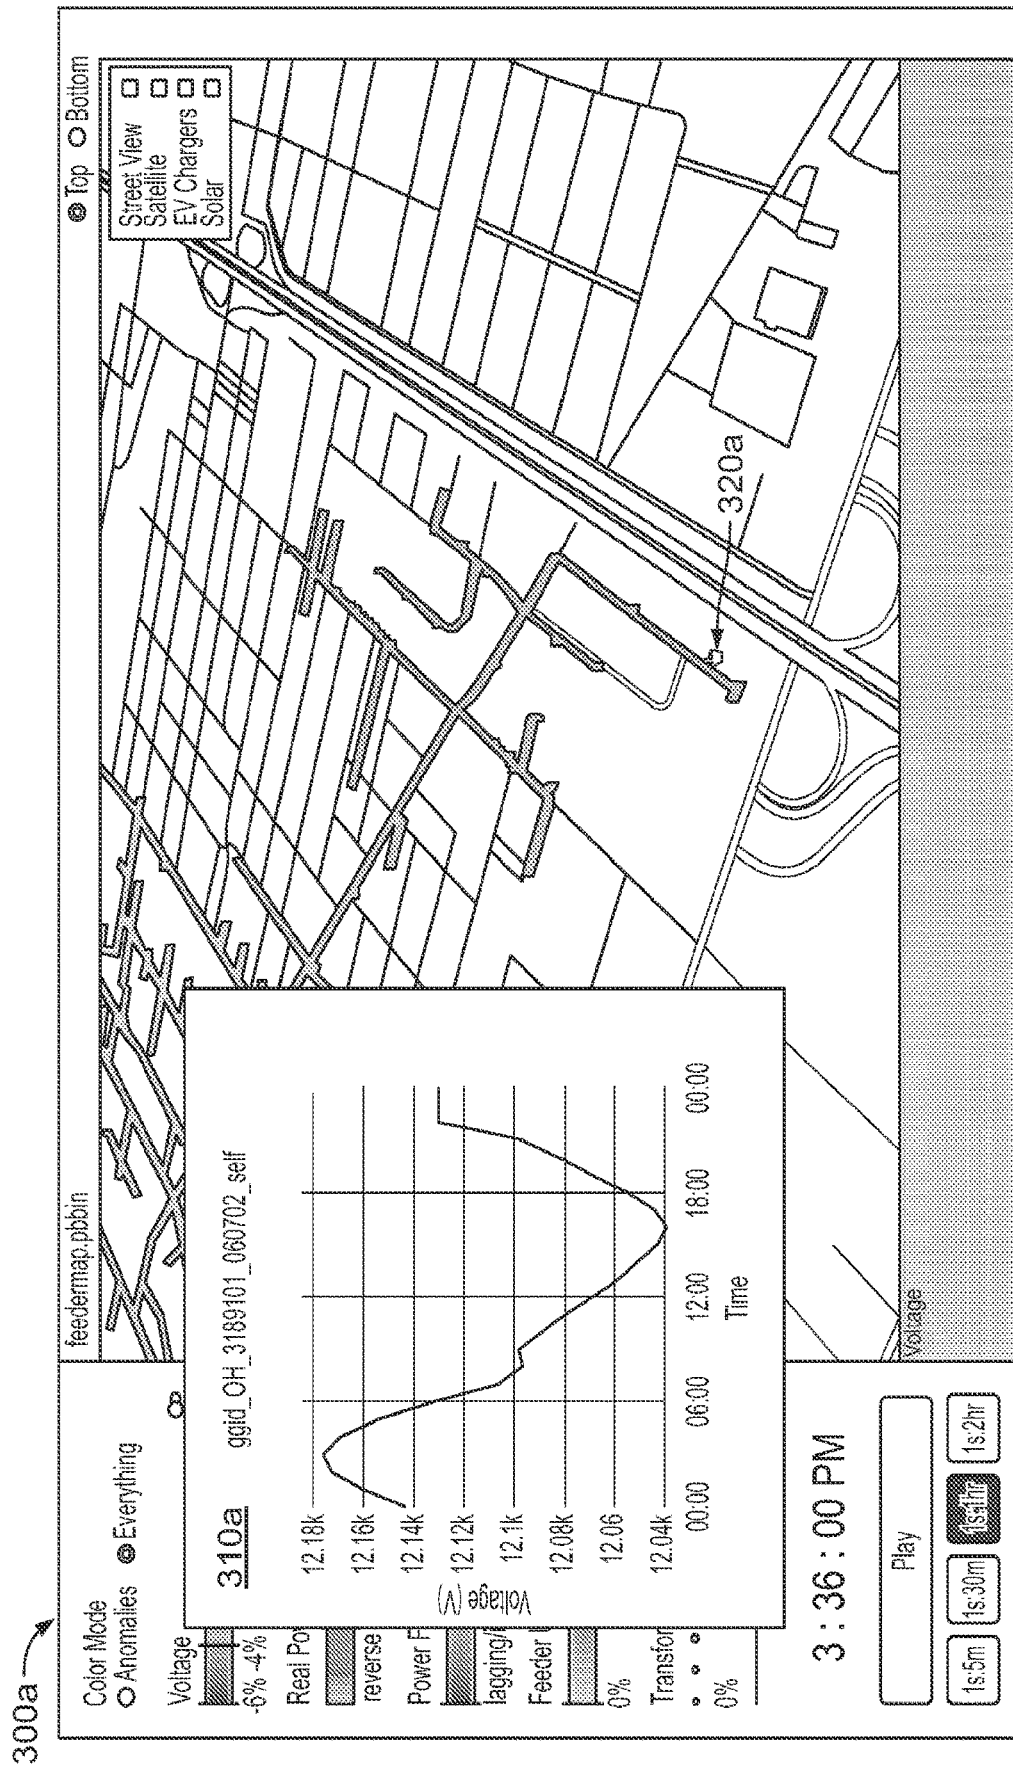 300a
feedermap.pbbin
Top Bottom
Street View
Satellite
EV Chargers
Solar
Color Mode
Anomalies Everything
Voltage
-6% -4%
Real Po
reverse
Power F
lagging/
Feeder
0%
Transfor
0%
310a
ggid_OH_3189101_060702_self
12.18k
12.16k
12.14k
12.12k
12.1k
12.08k
12.06
12.04k
Voltage (V)
00:00 06:00 12:00 18:00 00:00
Time
320a
3 : 36 : 00 PM
Play
1s:5m 1s:30m 1s:1hr 1s:2hr
Voltage